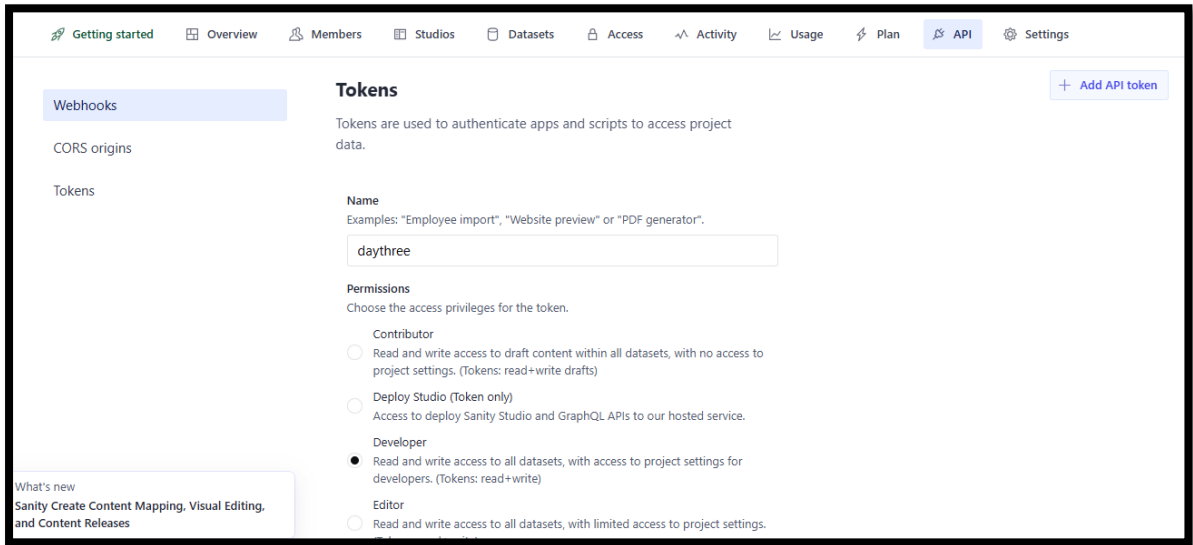 Getting started Overview Members Studios Datasets Access Activity Usage Plan API Settings
Webhooks
CORS origins
Tokens
Tokens
Add API token
Tokens are used to authenticate apps and scripts to access project
data.
Name
Examples: "Employee import", "Website preview" or "PDF generator".
daythree
Permissions
Choose the access privileges for the token.
Contributor
Read and write access to draft content within all datasets, with no access to
project settings. (Tokens: read+write drafts)
Deploy Studio (Token only)
Access to deploy Sanity Studio and GraphQL APIs to our hosted service.
Developer
Read and write access to all datasets, with access to project settings for
developers. (Tokens: read+write)
Editor
Read and write access to all datasets, with limited access to project settings.
What's new
Sanity Create Content Mapping, Visual Editing,
and Content Releases